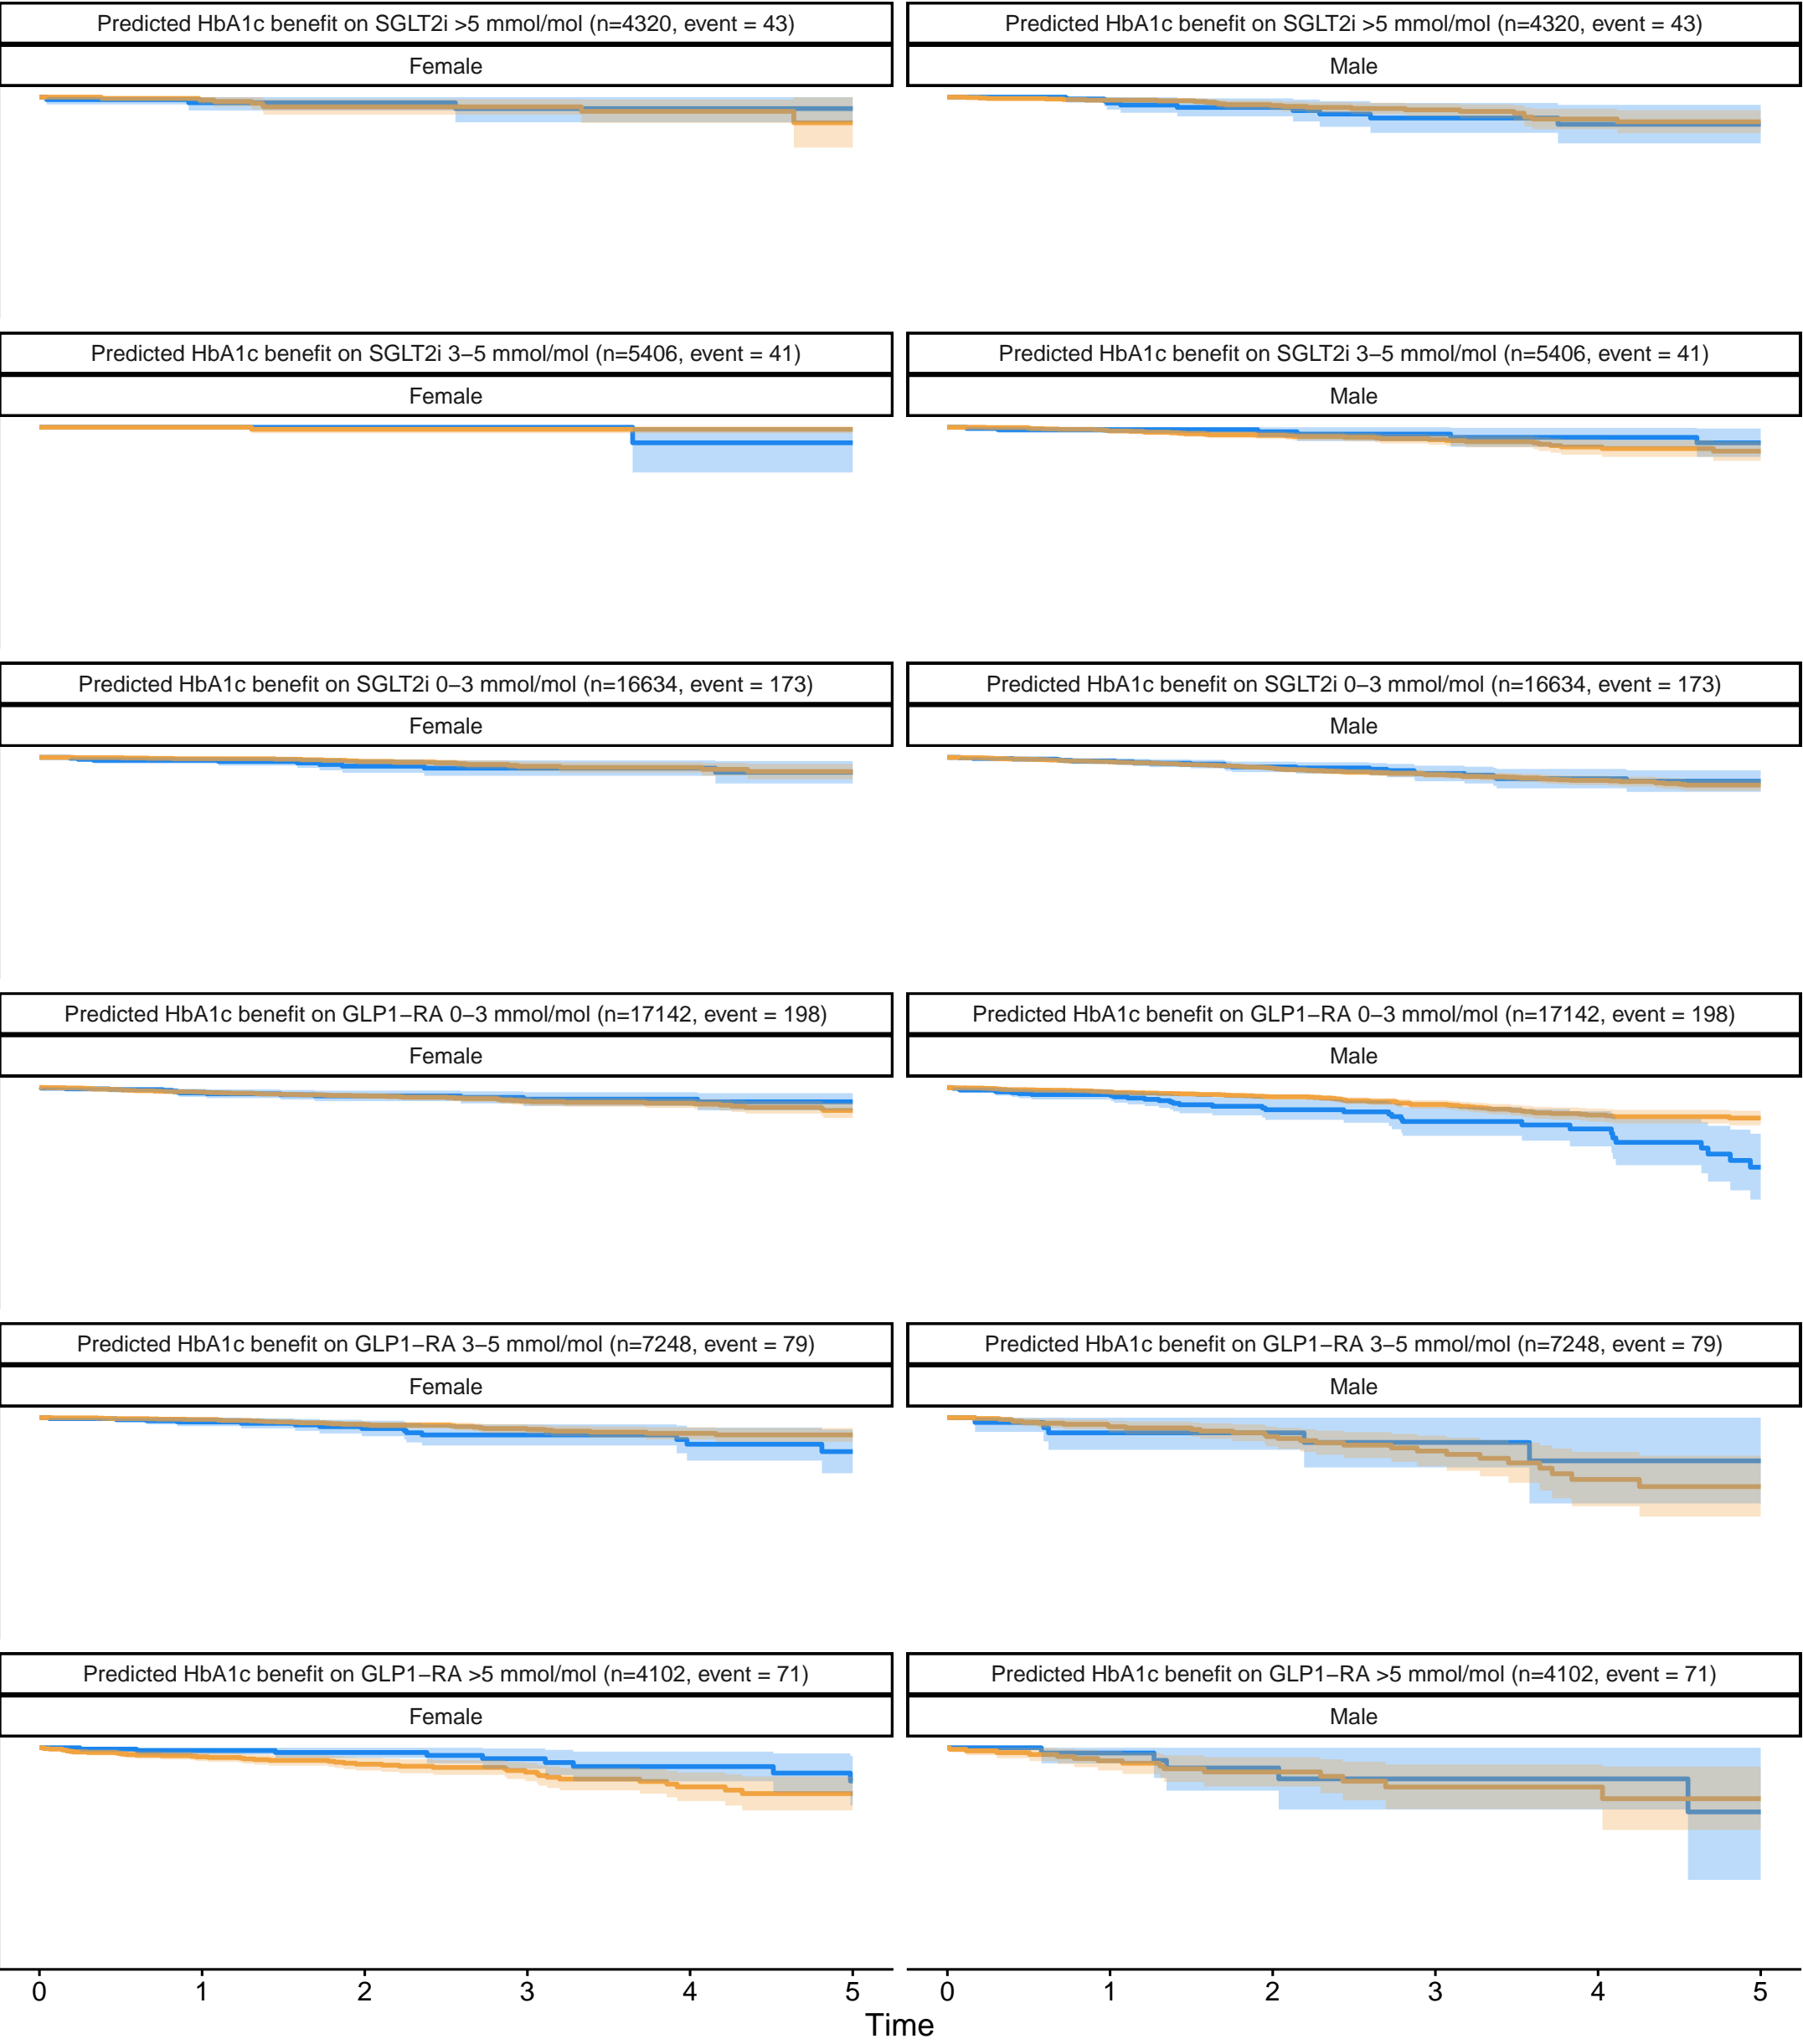 Predicted HbA1c benefit on SGLT2i >5 mmol/mol (n=4320, event = 43)
Predicted HbA1c benefit on SGLT2i >5 mmol/mol (n=4320, event = 43)
Female
Male
Predicted HbA1c benefit on SGLT2i 3−5 mmol/mol (n=5406, event = 41)
Predicted HbA1c benefit on SGLT2i 3−5 mmol/mol (n=5406, event = 41)
Female
Male
Predicted HbA1c benefit on SGLT2i 0−3 mmol/mol (n=16634, event = 173)
Predicted HbA1c benefit on SGLT2i 0−3 mmol/mol (n=16634, event = 173)
Female
Male
Predicted HbA1c benefit on GLP1−RA 0−3 mmol/mol (n=17142, event = 198)
Predicted HbA1c benefit on GLP1−RA 0−3 mmol/mol (n=17142, event = 198)
Female
Male
Predicted HbA1c benefit on GLP1−RA 3−5 mmol/mol (n=7248, event = 79)
Predicted HbA1c benefit on GLP1−RA 3−5 mmol/mol (n=7248, event = 79)
Female
Male
Predicted HbA1c benefit on GLP1−RA >5 mmol/mol (n=4102, event = 71)
Predicted HbA1c benefit on GLP1−RA >5 mmol/mol (n=4102, event = 71)
Female
Male
0 1 2 3 4 5
0 1 2 3 4 5
Time